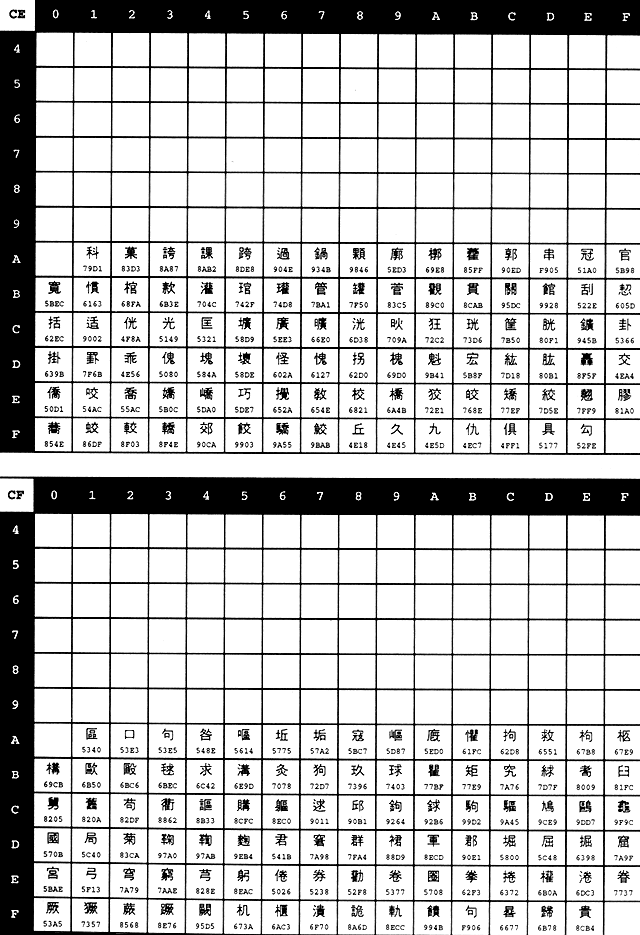 CE 0 1 2 3 4 5 6 7 8 9 A B C D E F
4
5
6
7
8
9
A 科 菓 誇 課 跨 過 鍋 顆 廓 槨 藿 郭 串 冠 官
79D1 83D3 8A87 8AB2 8DE8 904E 934B 9846 5ED3 69E8 85FF 90ED F905 51A0 5B98
B 寬 慣 棺 款 灌 琯 瓘 管 罐 菅 觀 貫 關 館 刮 恝
5BEC 6163 68FA 6B3E 704C 742F 74D8 7BA1 7F50 83C5 89C0 8CAB 95DC 9928 522E 605D
C 括 适 侊 光 匡 壙 廣 曠 洸 炚 狂 珖 筐 胱 鑛 卦
62EC 9002 4F8A 5149 5321 58D9 5EE3 66E0 6D38 709A 72C2 73D6 7B50 80F1 945B 5366
D 掛 罫 乖 傀 塊 壞 怪 愧 拐 槐 魁 宏 紘 肱 轟 交
639B 7F6B 4E56 5080 584A 58DE 602A 6127 62D0 69D0 9B41 5B8F 7D18 80B1 8F5F 4EA4
E 僑 咬 喬 嬌 嶠 巧 攪 敎 校 橋 狡 皎 矯 絞 翹 膠
50D1 54AC 55AC 5B0C 5DA0 5DE7 652A 654E 6821 6A4B 72E1 768E 77EF 7D5E 7FF9 81A0
F 蕎 蛟 較 轎 郊 餃 驕 鮫 丘 久 九 仇 俱 具 勾
854E 86DF 8F03 8F4E 90CA 9903 9A55 9BAB 4E18 4E45 4E5D 4EC7 4FF1 5177 52FE
CF 0 1 2 3 4 5 6 7 8 9 A B C D E F
4
5
6
7
8
9
A 區 口 句 咎 嘔 坵 垢 寇 嶇 廐 懼 拘 救 枸 柩
5340 53E3 53E5 548E 5614 5775 57A2 5BC7 5D87 5ED0 61FC 62D8 6551 67B8 67E9
B 構 歐 毆 毬 求 溝 灸 狗 玖 球 瞿 矩 究 絿 耉 臼
69CB 6B50 6BC6 6BEC 6C42 6E9D 7078 72D7 7396 7403 77BF 77E9 7A76 7D7F 8009 81FC
C 舅 舊 苟 衢 謳 購 軀 逑 邱 鉤 銶 駒 驅 鳩 鷗 龜
8205 820A 82DF 8862 8B33 8CFC 8EC0 9011 90B1 9264 92B6 99D2 9A45 9CE9 9DD7 9F9C
D 國 局 菊 鞠 鞫 麴 君 窘 群 裙 軍 郡 堀 屈 掘 窟
570B 5C40 83CA 97A0 97AB 9EB4 541B 7A98 7FA4 88D9 8ECD 90E1 5800 5C48 6398 7A9F
E 宮 弓 穹 窮 芎 躬 倦 券 勸 卷 圈 拳 捲 權 淃 眷
5BAE 5F13 7A79 7AAE 828E 8EAC 5026 5238 52F8 5377 5708 62F3 6372 6B0A 6DC3 7737
F 厥 獗 蕨 蹶 闕 机 櫃 潰 詭 軌 饋 句 晷 歸 貴
53A5 7357 8568 8E76 95D5 673A 6AC3 6F70 8A6D 8ECC 994B F906 6677 6B78 8CB4